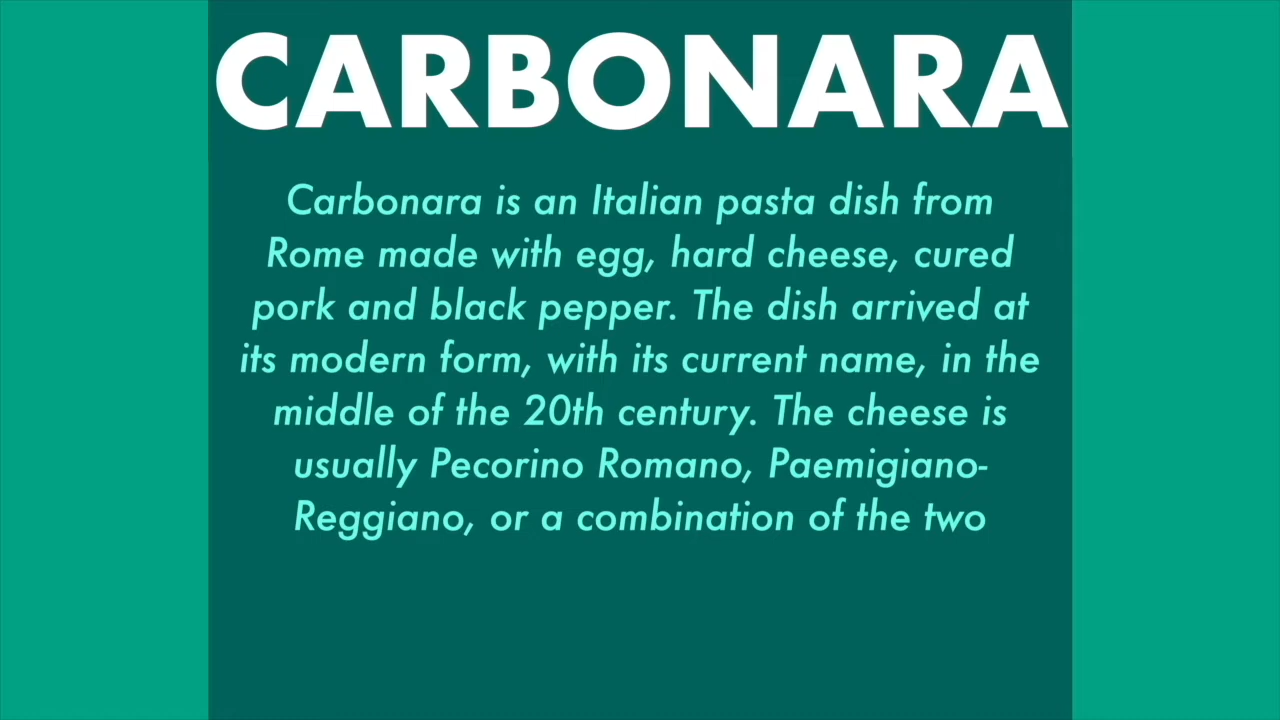 CARBONARA
Carbonara is an Italian pasta dish from
Rome made with egg, hard cheese, cured
pork and black pepper. The dish arrived at
its modern form, with its current name, in the
middle of the 20th century. The cheese is
usually Pecorino Romano, Paemigiano-
Reggiano, or a combination of the two